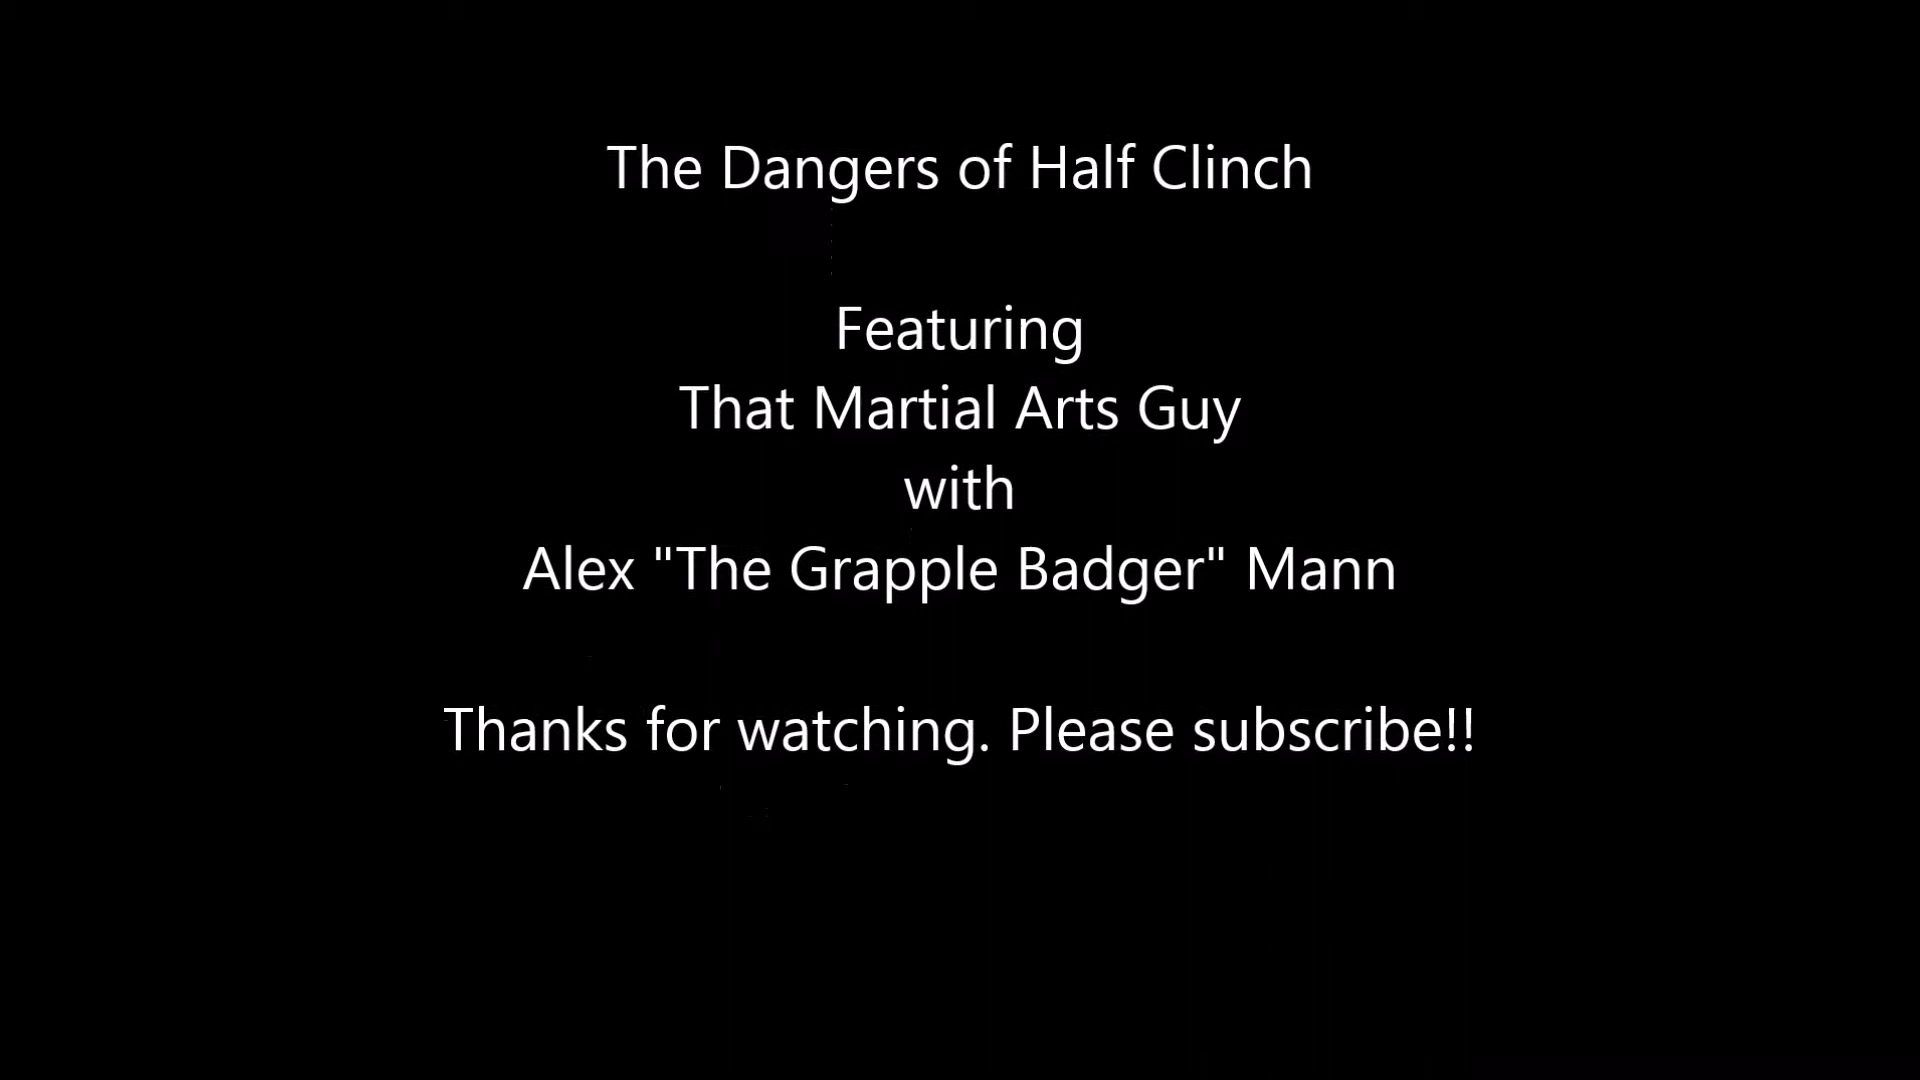 The Dangers of Half Clinch
Featuring
That Martial Arts Guy
with
Alex "The Grapple Badger" Mann
Thanks for watching. Please subscribe!!